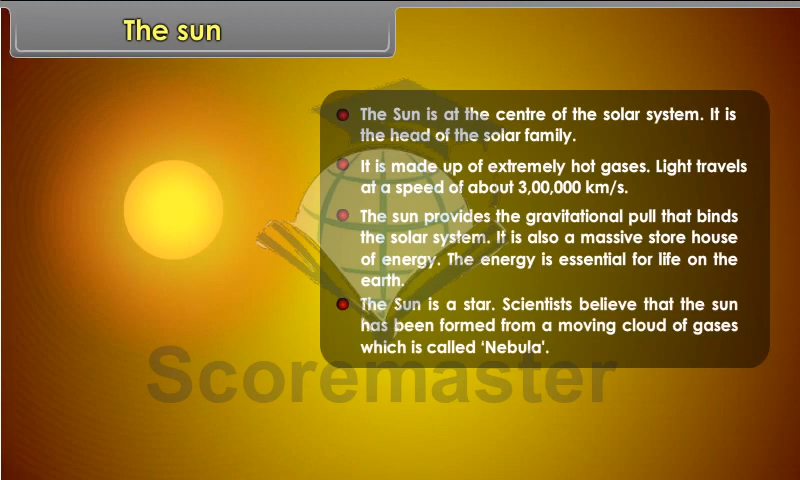 The sun
The Sun is at the centre of the solar system. It is
the head of the solar family.
It is made up of extremely hot gases. Light travels
at a speed of about 3,00,000 km/s.
The sun provides the gravitational pull that binds
the solar system. It is also a massive store house
of energy. The energy is essential for life on the
earth.
The Sun is a star. Scientists believe that the sun
has been formed from a moving cloud of gases
which is called ‘Nebula'.
Scoremaster